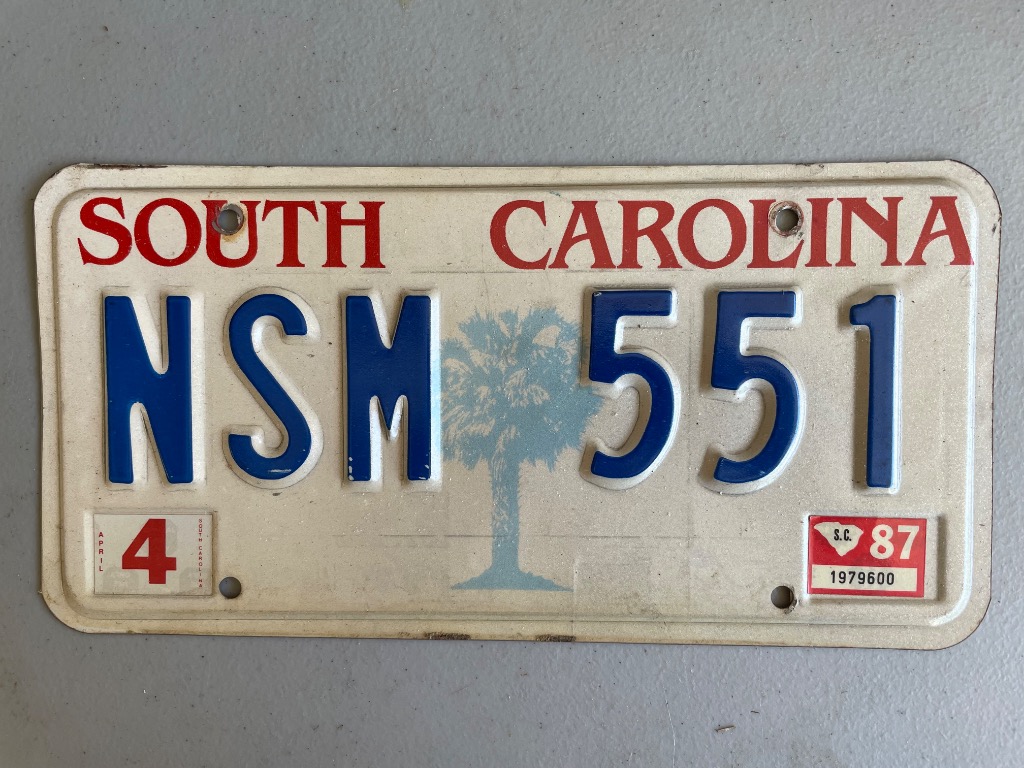 SOUTH CAROLINA
NSM 551
APRIL
4
SOUTH CAROLINA
S.C.
87
1979600